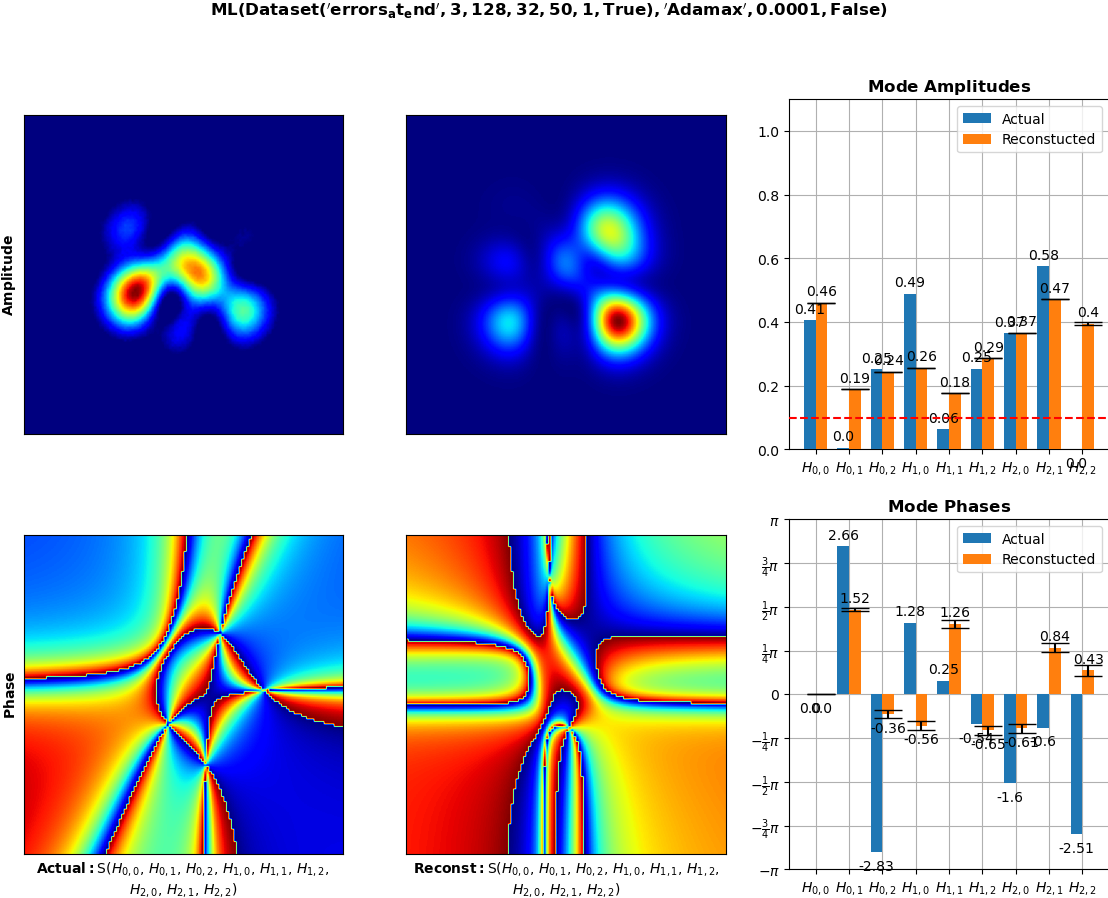 ML(Dataset('errors_at_end', 3, 128, 32, 50, 1, True), 'Adamax', 0.0001, False)
Amplitude
Mode Amplitudes
Actual
Reconstucted
1.0
0.8
0.6
0.4
0.2
0.0
0.41
0.46
0.0
0.19
0.25
0.24
0.49
0.26
0.06
0.18
0.25
0.29
0.37
0.37
0.58
0.47
0.0
0.4
H0,0 H0,1 H0,2 H1,0 H1,1 H1,2 H2,0 H2,1 H2,2
Phase
Mode Phases
Actual
Reconstucted
π
3/4π
1/2π
1/4π
0
−1/4π
−1/2π
−3/4π
−π
0.0
0.0
2.66
1.52
-2.83
-0.36
1.28
-0.56
0.25
1.26
-0.54
-0.65
-1.6
-0.61
-0.6
0.84
-2.51
0.43
H0,0 H0,1 H0,2 H1,0 H1,1 H1,2 H2,0 H2,1 H2,2
Actual: S(H0,0, H0,1, H0,2, H1,0, H1,1, H1,2,
H2,0, H2,1, H2,2)
Reconst: S(H0,0, H0,1, H0,2, H1,0, H1,1, H1,2,
H2,0, H2,1, H2,2)